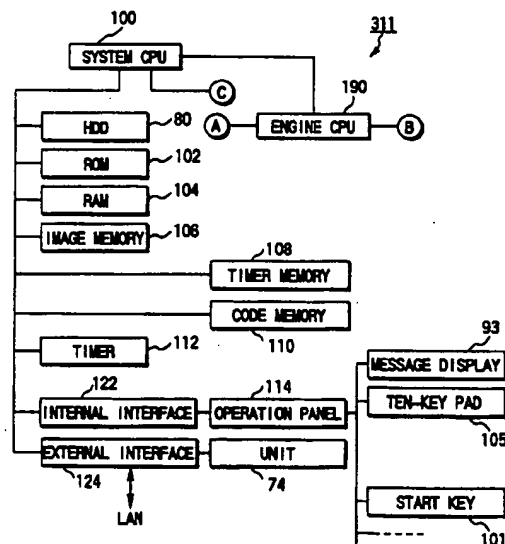 311
100
SYSTEM CPU
C
190
A
ENGINE CPU
B
HDD
80
ROM
102
RAM
104
IMAGE MEMORY
106
108
TIMER MEMORY
CODE MEMORY
110
TIMER
112
93
MESSAGE DISPLAY
122
114
INTERNAL INTERFACE
OPERATION PANEL
TEN-KEY PAD
105
EXTERNAL INTERFACE
UNIT
124
74
LAN
START KEY
101